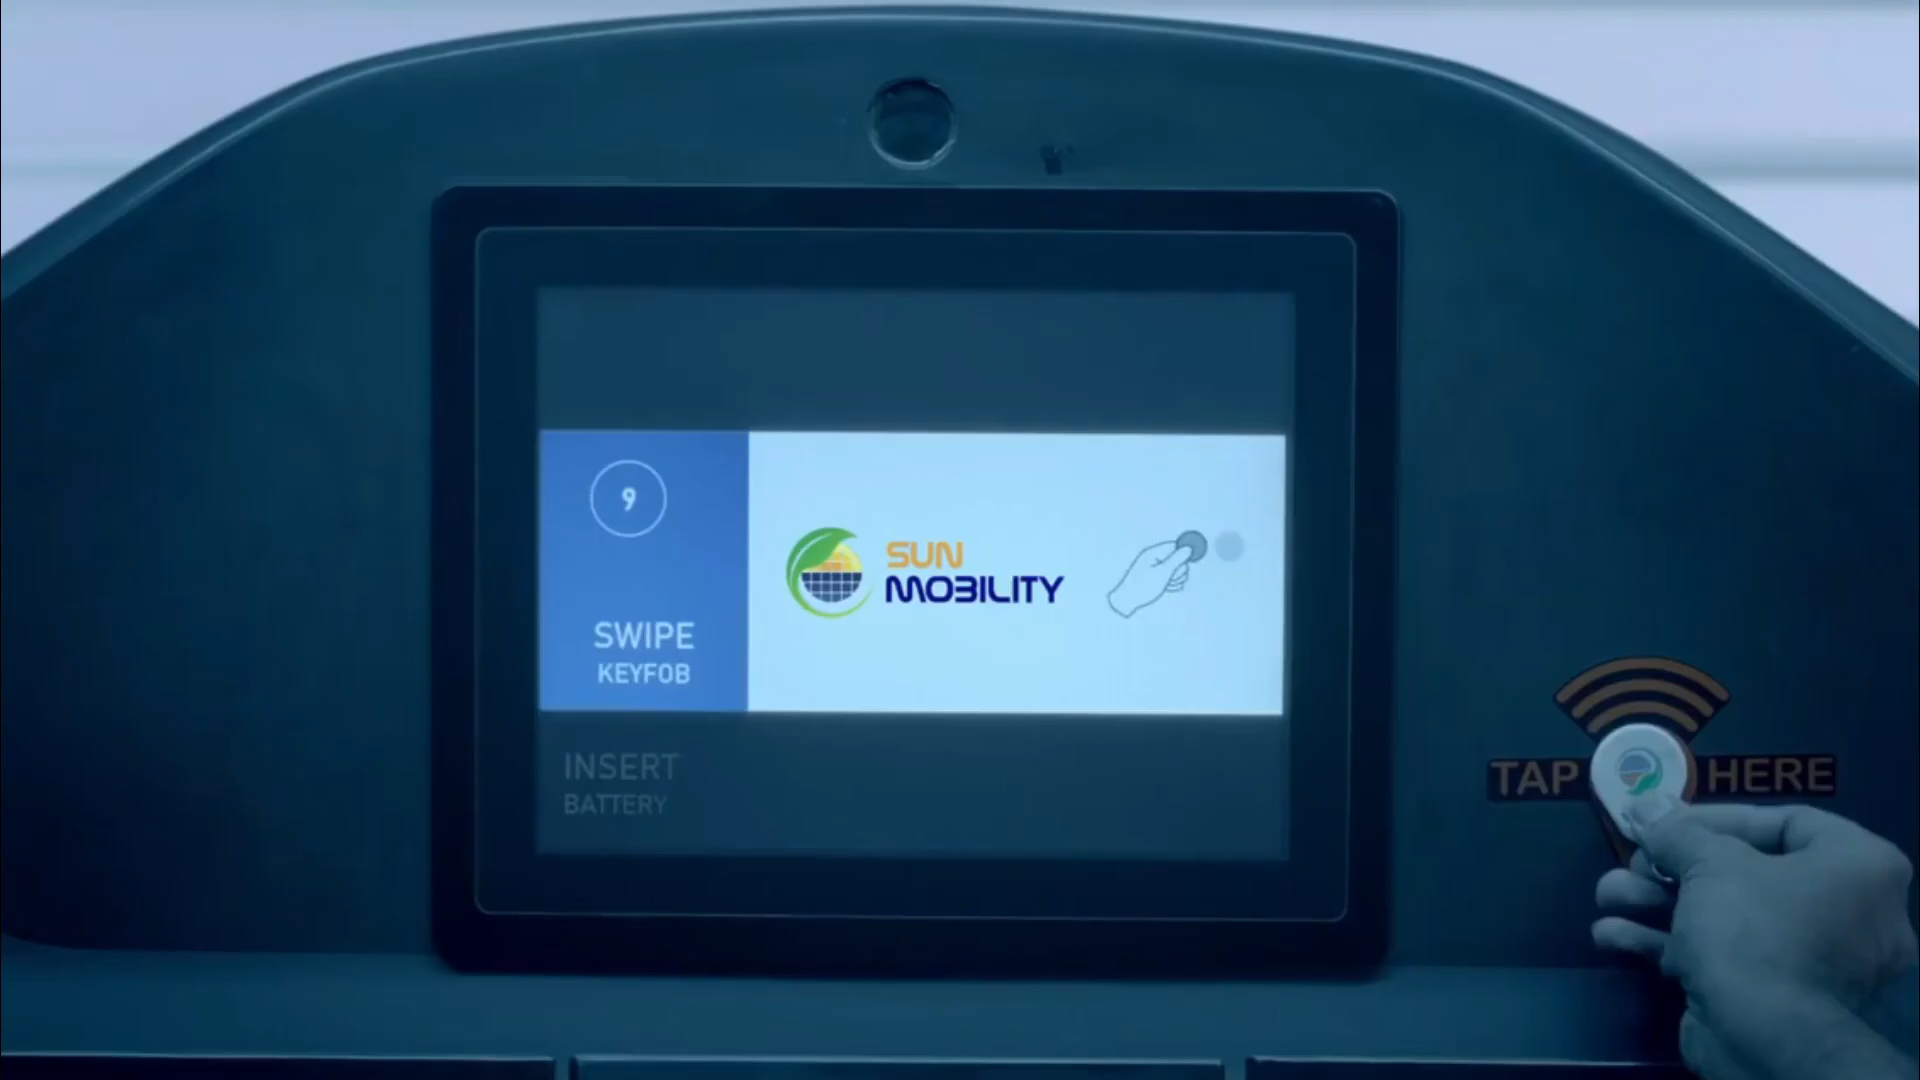 9
SWIPE
KEYFOB
SUN
MOBILITY
INSERT
BATTERY
TAP HERE